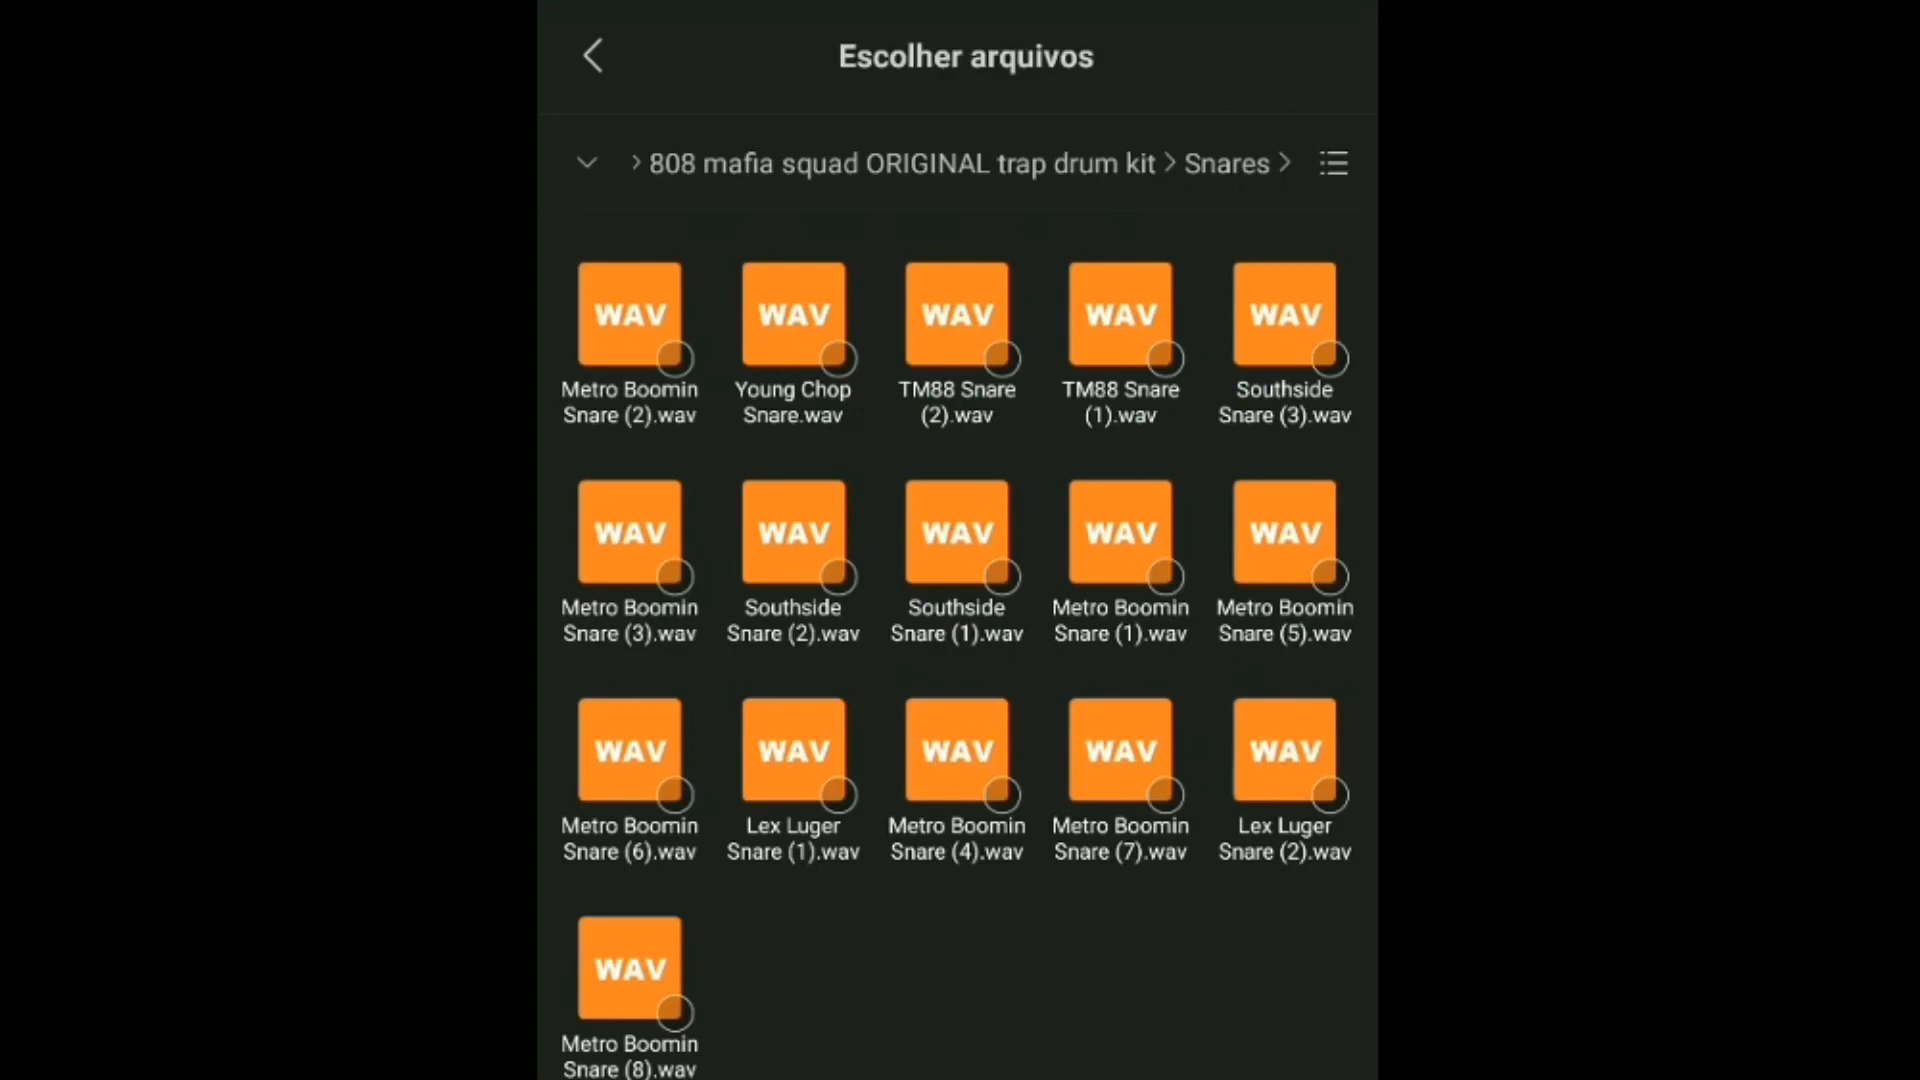 Escolher arquivos
808 mafia squad ORIGINAL trap drum kit > Snares >
WAV WAV WAV WAV WAV
Metro Boomin Young Chop TM88 Snare TM88 Snare Southside
Snare (2).wav Snare.wav (2).wav (1).wav Snare (3).wav
WAV WAV WAV WAV WAV
Metro Boomin Southside Southside Metro Boomin Metro Boomin
Snare (3).wav Snare (2).wav Snare (1).wav Snare (1).wav Snare (5).wav
WAV WAV WAV WAV WAV
Metro Boomin Lex Luger Metro Boomin Metro Boomin Lex Luger
Snare (6).wav Snare (1).wav Snare (4).wav Snare (7).wav Snare (2).wav
WAV
Metro Boomin
Snare (8).wav